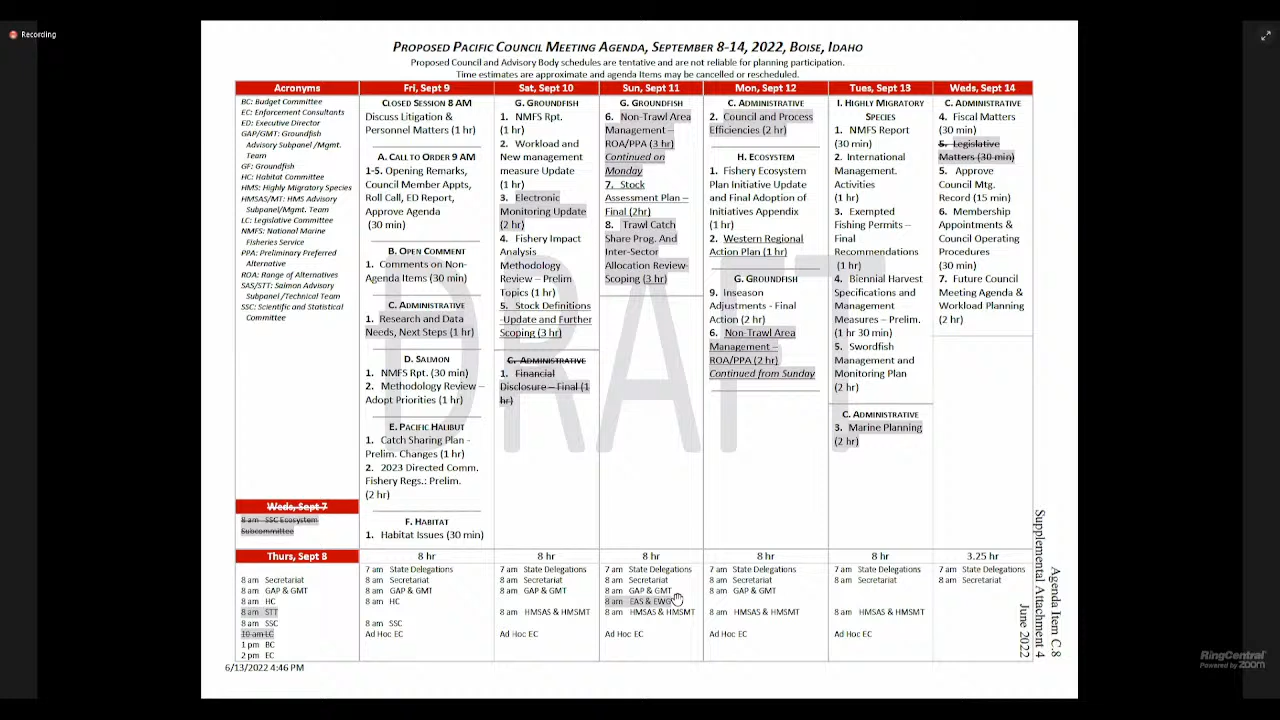 Recording
PROPOSED PACIFIC COUNCIL MEETING AGENDA, SEPTEMBER 8-14, 2022, BOISE, IDAHO
Proposed Council and Advisory Body schedules are tentative and are not reliable for planning participation.
Time estimates are approximate and agenda Items may be cancelled or rescheduled.
Acronyms
BC: Budget Committee
EC: Enforcement Consultants
ED: Executive Director
GAP/GMT: Groundfish
Advisory Subpanel /Mgmt.
Team
GF: Groundfish
HC: Habitat Committee
HMS: Highly Migratory Species
HMSAS/MT: HMS Advisory
Subpanel/Mgmt. Team
LC: Legislative Committee
NMFS: National Marine
Fisheries Service
PPA: Preliminary Preferred
Alternative
ROA: Range of Alternatives
SAS/STT: Salmon Advisory
Subpanel /Technical Team
SSC: Scientific and Statistical
Committee
Weds, Sept 7
8 am SSC Ecosystem
Subcommittee
Thurs, Sept 8
8 am Secretariat
8 am GAP & GMT
8 am HC
8 am STT
8 am SSC
10 am LC
1 pm BC
2 pm EC
Fri, Sept 9
CLOSED SESSION 8 AM
Discuss Litigation &
Personnel Matters (1 hr)
A. CALL TO ORDER 9 AM
1-5. Opening Remarks,
Council Member Appts,
Roll Call, ED Report,
Approve Agenda
(30 min)
B. OPEN COMMENT
1. Comments on Non-
Agenda Items (30 min)
C. ADMINISTRATIVE
1. Research and Data
Needs, Next Steps (1 hr)
D. SALMON
1. NMFS Rpt. (30 min)
2. Methodology Review –
Adopt Priorities (1 hr)
E. PACIFIC HALIBUT
1. Catch Sharing Plan -
Prelim. Changes (1 hr)
2. 2023 Directed Comm.
Fishery Regs.: Prelim.
(2 hr)
F. HABITAT
1. Habitat Issues (30 min)
8 hr
7 am State Delegations
8 am Secretariat
8 am GAP & GMT
8 am HC
8 am SSC
Ad Hoc EC
Sat, Sept 10
G. GROUNDFISH
1. NMFS Rpt.
(1 hr)
2. Workload and
New management
measure Update
(1 hr)
3. Electronic
Monitoring Update
(2 hr)
4. Fishery Impact
Analysis
Methodology
Review – Prelim
Topics (1 hr)
5. Stock Definitions
-Update and Further
Scoping (3 hr)
C. ADMINISTRATIVE
1. Financial
Disclosure – Final (1
hr)
8 hr
7 am State Delegations
8 am Secretariat
8 am GAP & GMT
8 am HMSAS & HMSMT
Ad Hoc EC
Sun, Sept 11
G. GROUNDFISH
6. Non-Trawl Area
Management –
ROA/PPA (3 hr)
Continued on
Monday
7. Stock
Assessment Plan –
Final (2hr)
8. Trawl Catch
Share Prog. And
Inter-Sector
Allocation Review-
Scoping (3 hr)
8 hr
7 am State Delegations
8 am Secretariat
8 am GAP & GMT
8 am EAS & EWG
8 am HMSAS & HMSMT
Ad Hoc EC
Mon, Sept 12
C. ADMINISTRATIVE
2. Council and Process
Efficiencies (2 hr)
H. ECOSYSTEM
1. Fishery Ecosystem
Plan Initiative Update
and Final Adoption of
Initiatives Appendix
(1 hr)
2. Western Regional
Action Plan (1 hr)
G. GROUNDFISH
9. Inseason
Adjustments - Final
Action (2 hr)
6. Non-Trawl Area
Management –
ROA/PPA (2 hr)
Continued from Sunday
8 hr
7 am State Delegations
8 am Secretariat
8 am GAP & GMT
8 am HMSAS & HMSMT
Ad Hoc EC
Tues, Sept 13
I. HIGHLY MIGRATORY
SPECIES
1. NMFS Report
(30 min)
2. International
Management.
Activities
(1 hr)
3. Exempted
Fishing Permits –
Final
Recommendations
(1 hr)
4. Biennial Harvest
Specifications and
Management
Measures – Prelim.
(1 hr 30 min)
5. Swordfish
Management and
Monitoring Plan
(2 hr)
C. ADMINISTRATIVE
3. Marine Planning
(2 hr)
8 hr
7 am State Delegations
8 am Secretariat
8 am HMSAS & HMSMT
Ad Hoc EC
Weds, Sept 14
C. ADMINISTRATIVE
4. Fiscal Matters
(30 min)
5. Legislative
Matters (30 min)
5. Approve
Council Mtg.
Record (15 min)
6. Membership
Appointments &
Council Operating
Procedures
(30 min)
7. Future Council
Meeting Agenda &
Workload Planning
(2 hr)
3.25 hr
7 am State Delegations
8 am Secretariat
DRAFT
Agenda Item C.8
Supplemental Attachment 4
June 2022
6/13/2022 4:46 PM
RingCentral
Powered by zoom